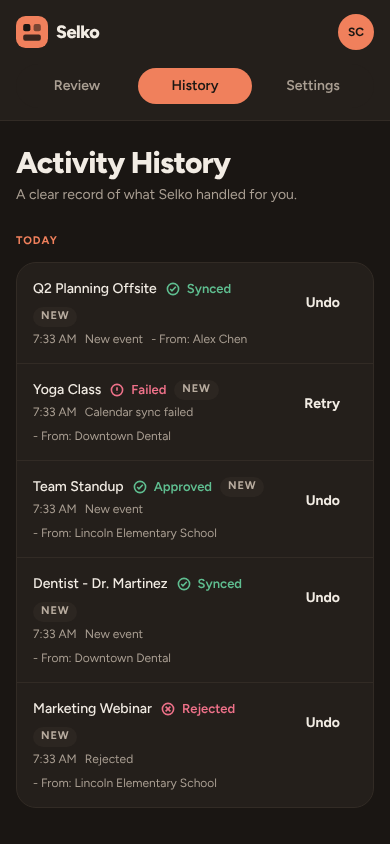 Selko
SC
Review History Settings
Activity History
A clear record of what Selko handled for you.
TODAY
Q2 Planning Offsite Synced
NEW
Undo
7:33 AM New event - From: Alex Chen
Yoga Class Failed NEW
Retry
7:33 AM Calendar sync failed
- From: Downtown Dental
Team Standup Approved NEW
Undo
7:33 AM New event
- From: Lincoln Elementary School
Dentist - Dr. Martinez Synced
Undo
NEW
7:33 AM New event
- From: Downtown Dental
Marketing Webinar Rejected
Undo
NEW
7:33 AM Rejected
- From: Lincoln Elementary School